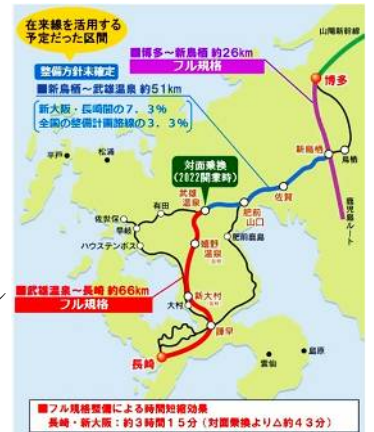 在来線を活用する
予定だった区間
整備方針未確定
■新鳥栖～武雄温泉 約51km
新大阪・長崎間の7．3%
全国の整備計画路線の3．3%
■博多～新鳥栖 約26km
フル規格
山陽新幹線
博多
新鳥栖
鳥栖
鹿児島ルート
対面乗換
(2022開業時)
平戸
松浦
有田
武雄
温泉
佐賀
肥前
山口
佐世保
早岐
ハウステンボス
嬉野
温泉
肥前鹿島
■武雄温泉～長崎 約66km
フル規格
新大村
大村
諫早
長崎
雲仙
島原
■フル規格整備による時間短縮効果
長崎・新大阪：約3時間15分（対面乗換より△約43分）